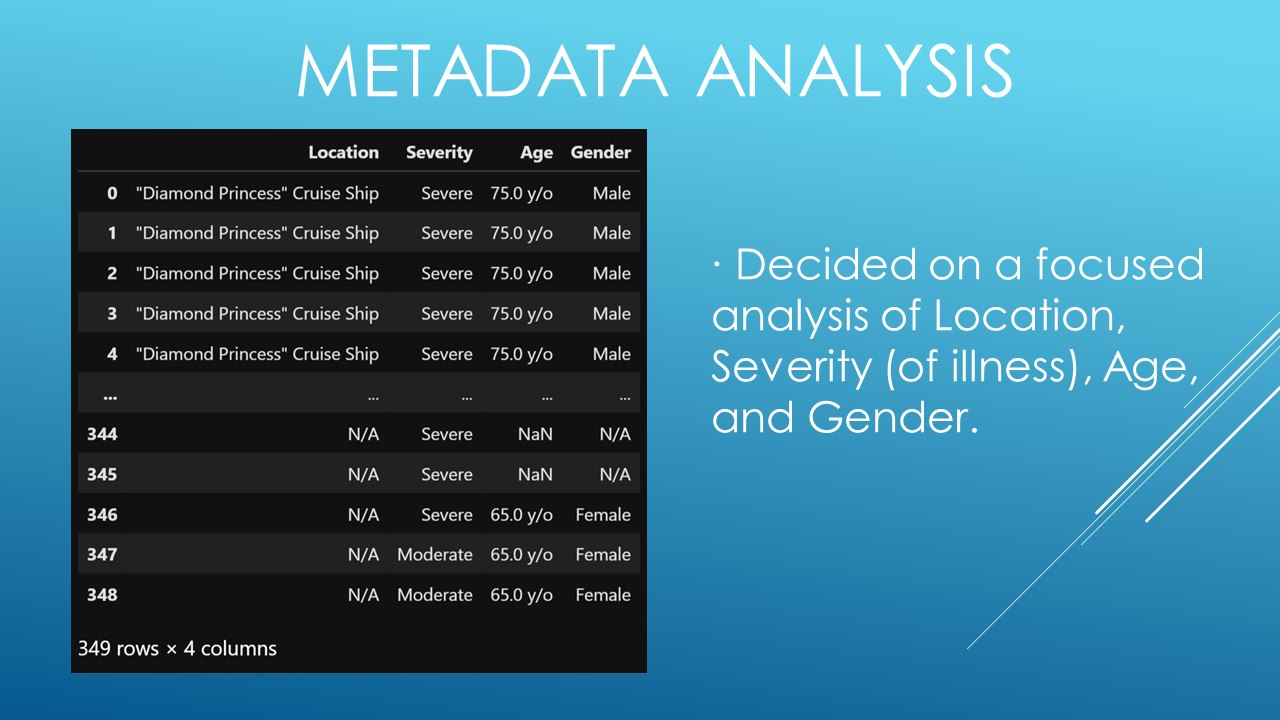 METADATA ANALYSIS
Location Severity Age Gender
0 "Diamond Princess" Cruise Ship Severe 75.0 y/o Male
1 "Diamond Princess" Cruise Ship Severe 75.0 y/o Male
2 "Diamond Princess" Cruise Ship Severe 75.0 y/o Male
3 "Diamond Princess" Cruise Ship Severe 75.0 y/o Male
4 "Diamond Princess" Cruise Ship Severe 75.0 y/o Male
... ... ... ... ...
344 N/A Severe NaN N/A
345 N/A Severe NaN N/A
346 N/A Severe 65.0 y/o Female
347 N/A Moderate 65.0 y/o Female
348 N/A Moderate 65.0 y/o Female
349 rows × 4 columns
· Decided on a focused
analysis of Location,
Severity (of illness), Age,
and Gender.